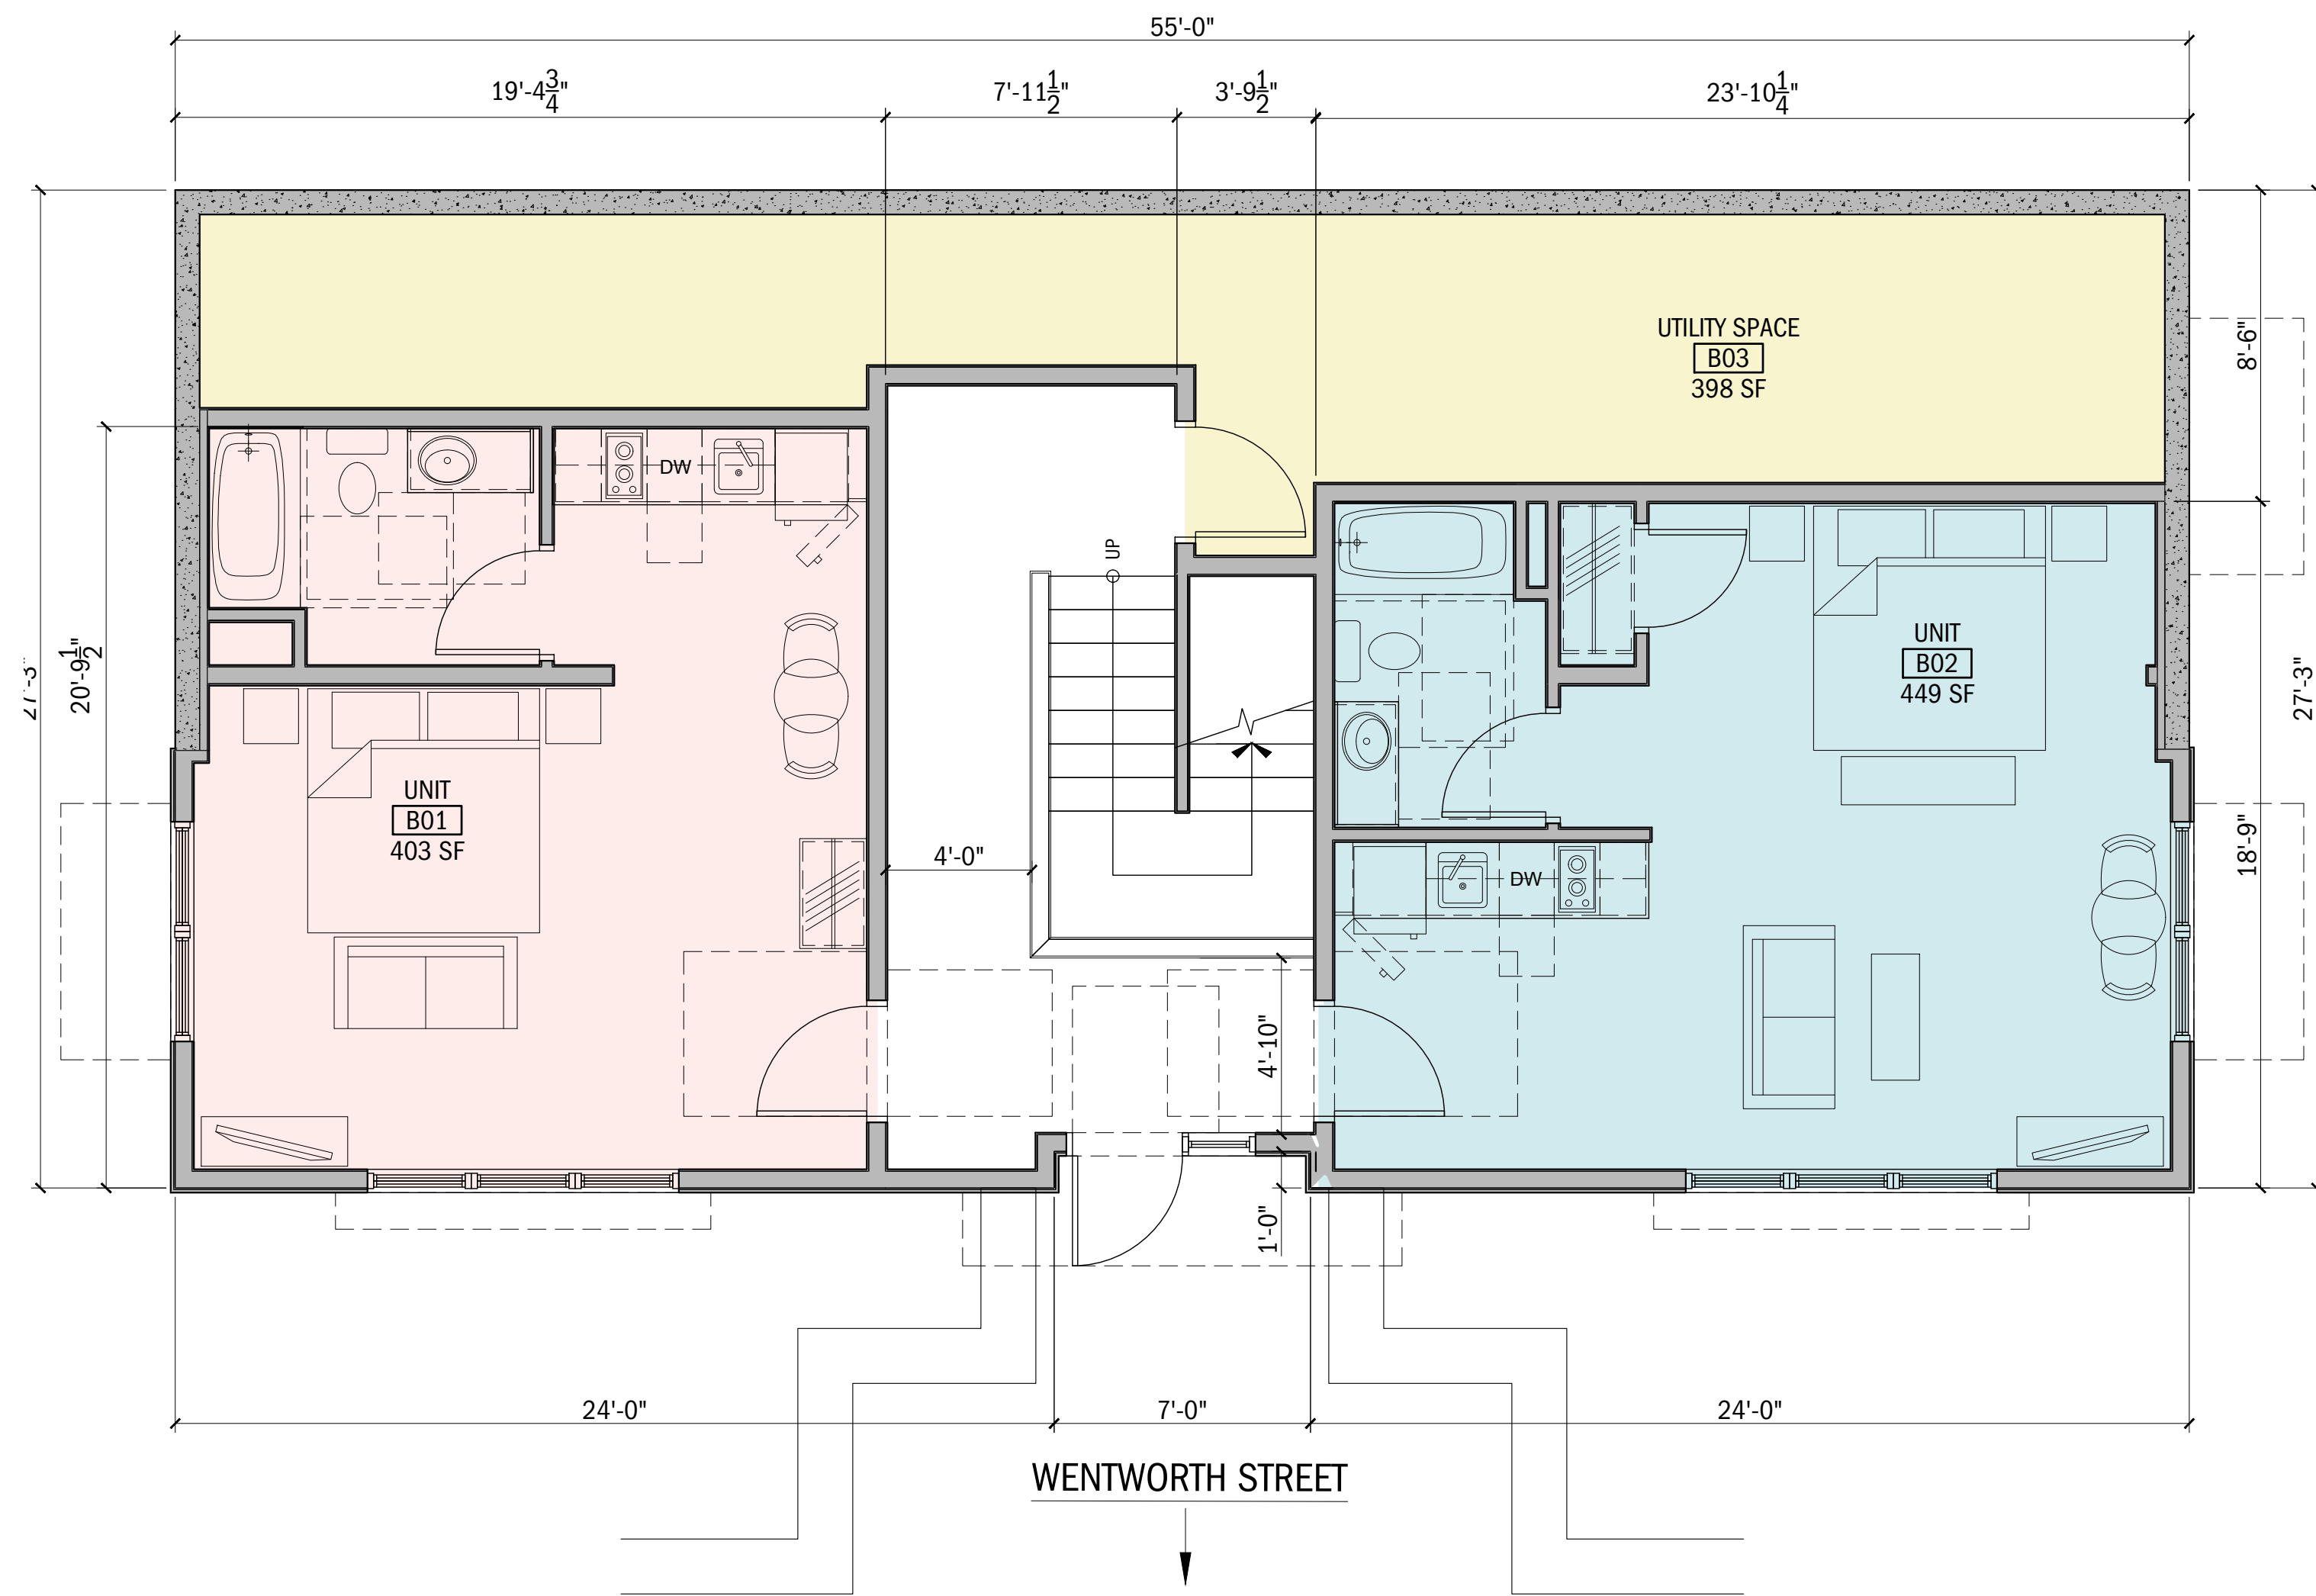 55'-0"
19'-4 3/4"
7'-11 1/2"
3'-9 1/2"
23'-10 1/4"
UTILITY SPACE
B03
398 SF
8'-6"
27'-3"
20'-9 1/2"
DW
UP
UNIT
B02
449 SF
27'-3"
UNIT
B01
403 SF
4'-0"
DW
18'-9"
4'-10"
1'-0"
24'-0"
7'-0"
24'-0"
WENTWORTH STREET